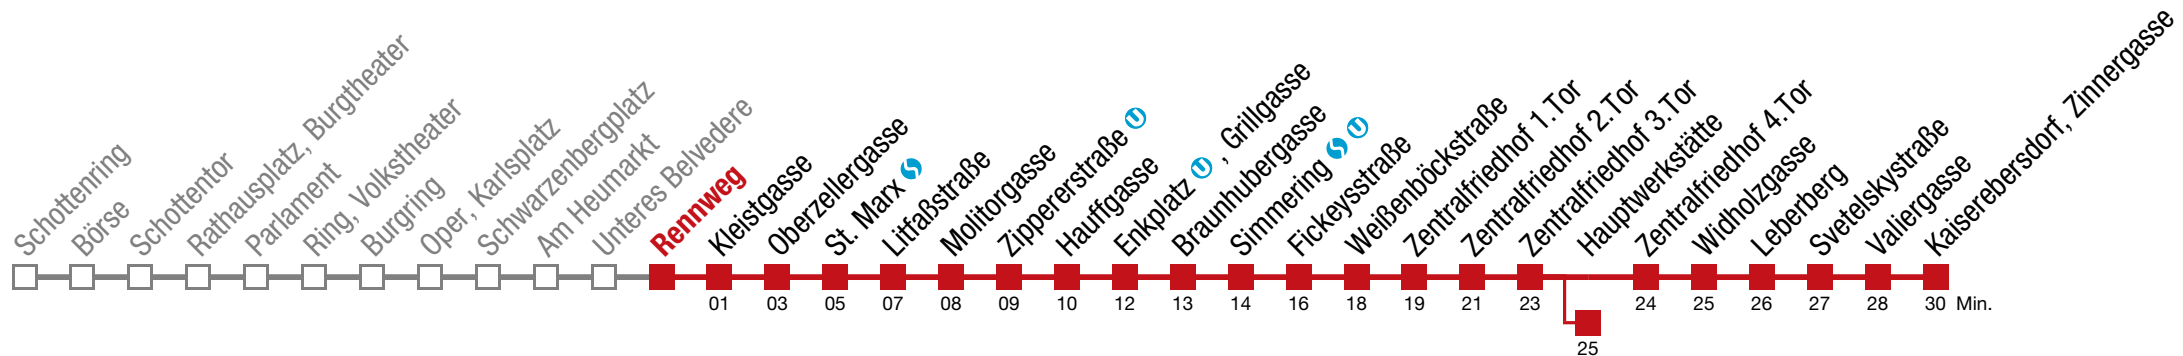 Schottenring
Börse
Schottentor
Rathausplatz, Burgtheater
Parlament
Ring, Volkstheater
Burgring
Oper, Karlsplatz
Schwarzenbergplatz
Am Heumarkt
Unteres Belvedere
Rennweg
Kleistgasse
Oberzellergasse
St. Marx S
Litfaßstraße
Molitorgasse
Zippererstraße U
Hauffgasse
Enkplatz U , Grillgasse
Braunhubergasse
Simmering S U
Fickeysstraße
Weißenböckstraße
Zentralfriedhof 1.Tor
Zentralfriedhof 2.Tor
Zentralfriedhof 3.Tor
Hauptwerkstätte
Zentralfriedhof 4.Tor
Widholzgasse
Leberberg
Svetelskystraße
Valiergasse
Kaiserebersdorf, Zinnergasse
01 03 05 07 08 09 10 12 13 14 16 18 19 21 23 24 25 26 27 28 30 Min.
25